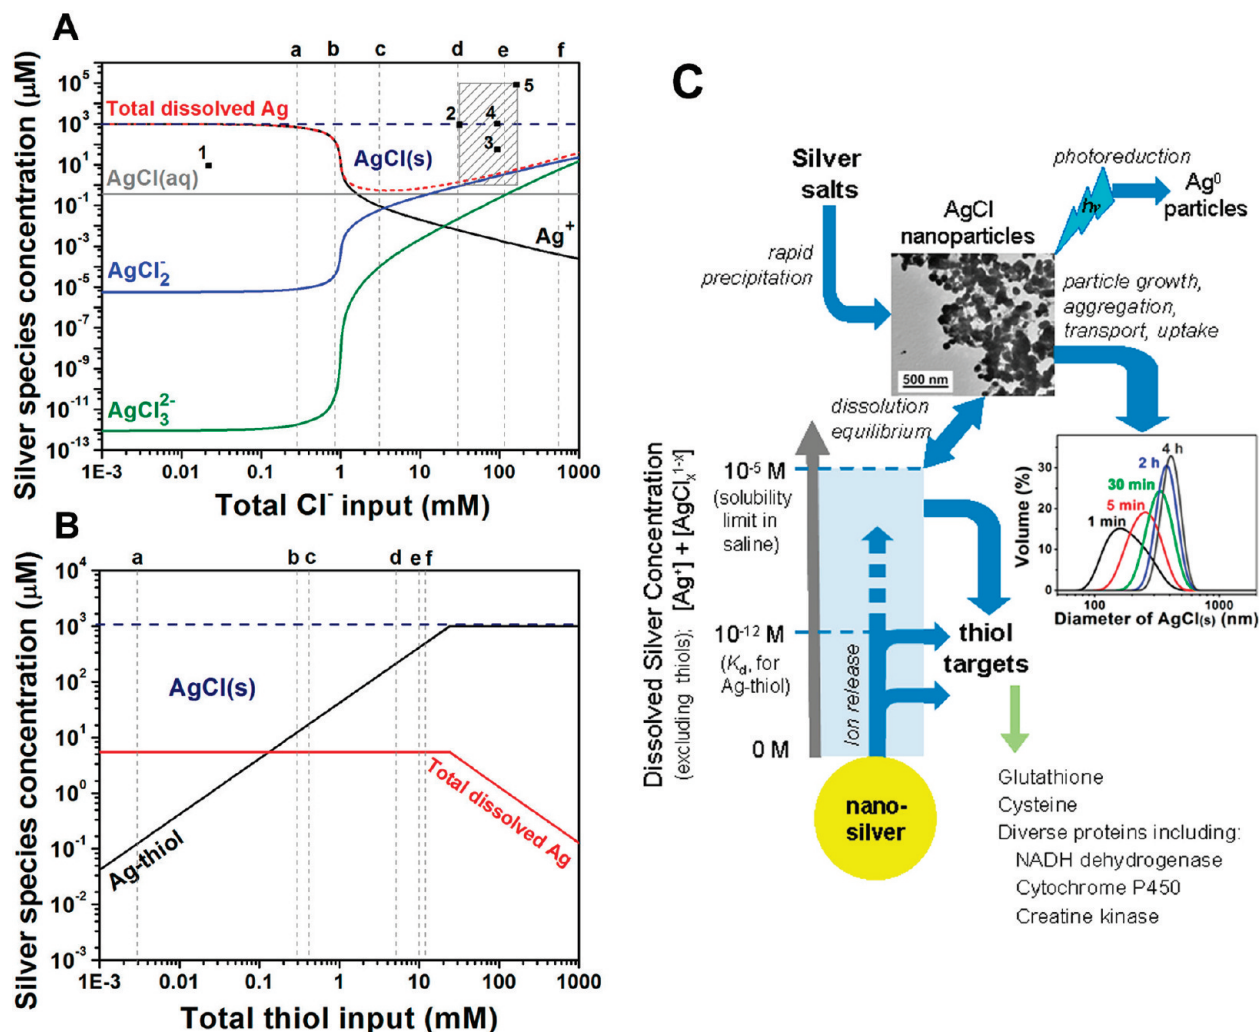 A
a b c d e f
Silver species concentration (µM)
10^5
10^3
10^1
10^-1
10^-3
10^-5
10^-7
10^-9
10^-11
10^-13
Total dissolved Ag
AgCl(s)
AgCl(aq)
AgCl2^-
AgCl3^2-
Ag^+
1
2
3
4
5
1E-3 0.01 0.1 1 10 100 1000
Total Cl^- input (mM)
B
a b c d e f
Silver species concentration (µM)
10^4
10^3
10^2
10^1
10^0
10^-1
10^-2
10^-3
AgCl(s)
Ag-thiol
Total dissolved Ag
1E-3 0.01 0.1 1 10 100 1000
Total thiol input (mM)
C
Silver
salts
rapid
precipitation
AgCl
nanoparticles
500 nm
photoreduction
hν
Ag^0
particles
particle growth,
aggregation,
transport, uptake
dissolution
equilibrium
Dissolved Silver Concentration
(excluding thiols); [Ag^+] + [AgClx^1-x]
10^-5 M
(solubility
limit in
saline)
10^-12 M
(Kd, for
Ag-thiol)
0 M
Ion release
nano-
silver
thiol
targets
Volume (%)
30
20
10
0
1 min
5 min
30 min
2 h
4 h
100 1000
Diameter of AgCl(s) (nm)
Glutathione
Cysteine
Diverse proteins including:
NADH dehydrogenase
Cytochrome P450
Creatine kinase